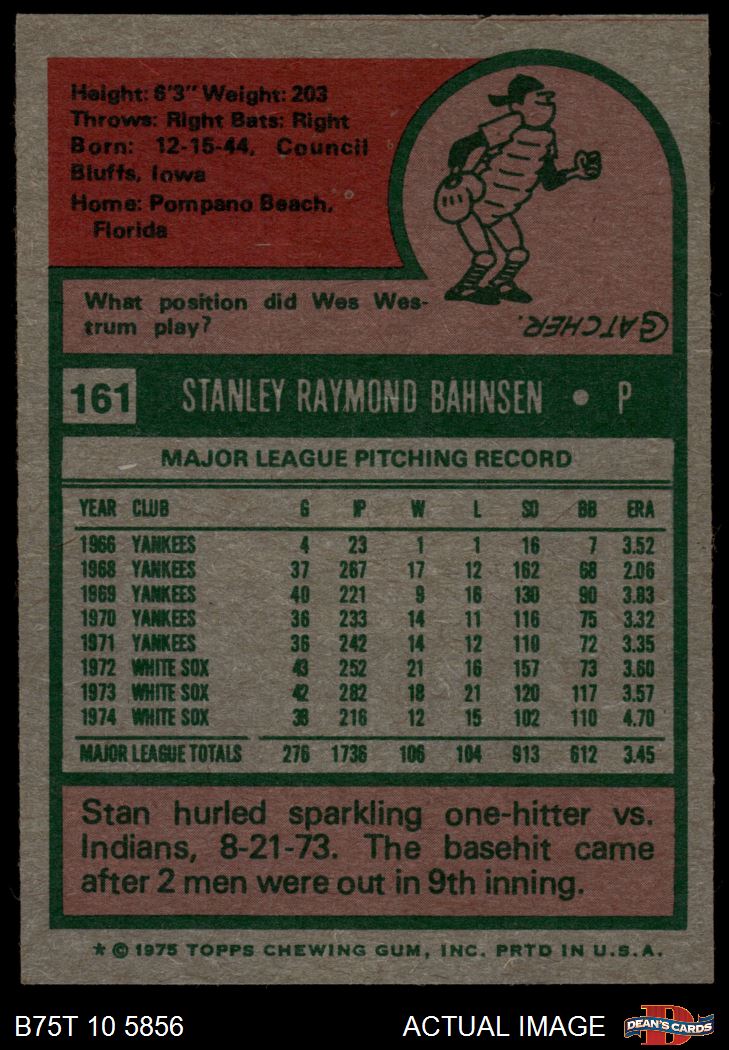 Height: 6'3" Weight: 203
Throws: Right Bats: Right
Born: 12-15-44, Council
Bluffs, Iowa
Home: Pompano Beach,
Florida
What position did Wes Wes-
trum play?
CATCHER.
161 STANLEY RAYMOND BAHNSEN • P
MAJOR LEAGUE PITCHING RECORD
YEAR CLUB G IP W L SO BB ERA
1966 YANKEES 4 23 1 1 16 7 3.52
1968 YANKEES 37 267 17 12 162 68 2.06
1969 YANKEES 40 221 9 16 130 90 3.83
1970 YANKEES 36 233 14 11 116 75 3.32
1971 YANKEES 36 242 14 12 110 72 3.35
1972 WHITE SOX 43 252 21 16 157 73 3.60
1973 WHITE SOX 42 282 18 21 120 117 3.57
1974 WHITE SOX 38 216 12 15 102 110 4.70
MAJOR LEAGUE TOTALS 276 1736 106 104 913 612 3.45
Stan hurled sparkling one-hitter vs.
Indians, 8-21-73. The basehit came
after 2 men were out in 9th inning.
* © 1975 TOPPS CHEWING GUM, INC. PRTD IN U.S.A.
B75T 10 5856 ACTUAL IMAGE DEAN'S CARDS